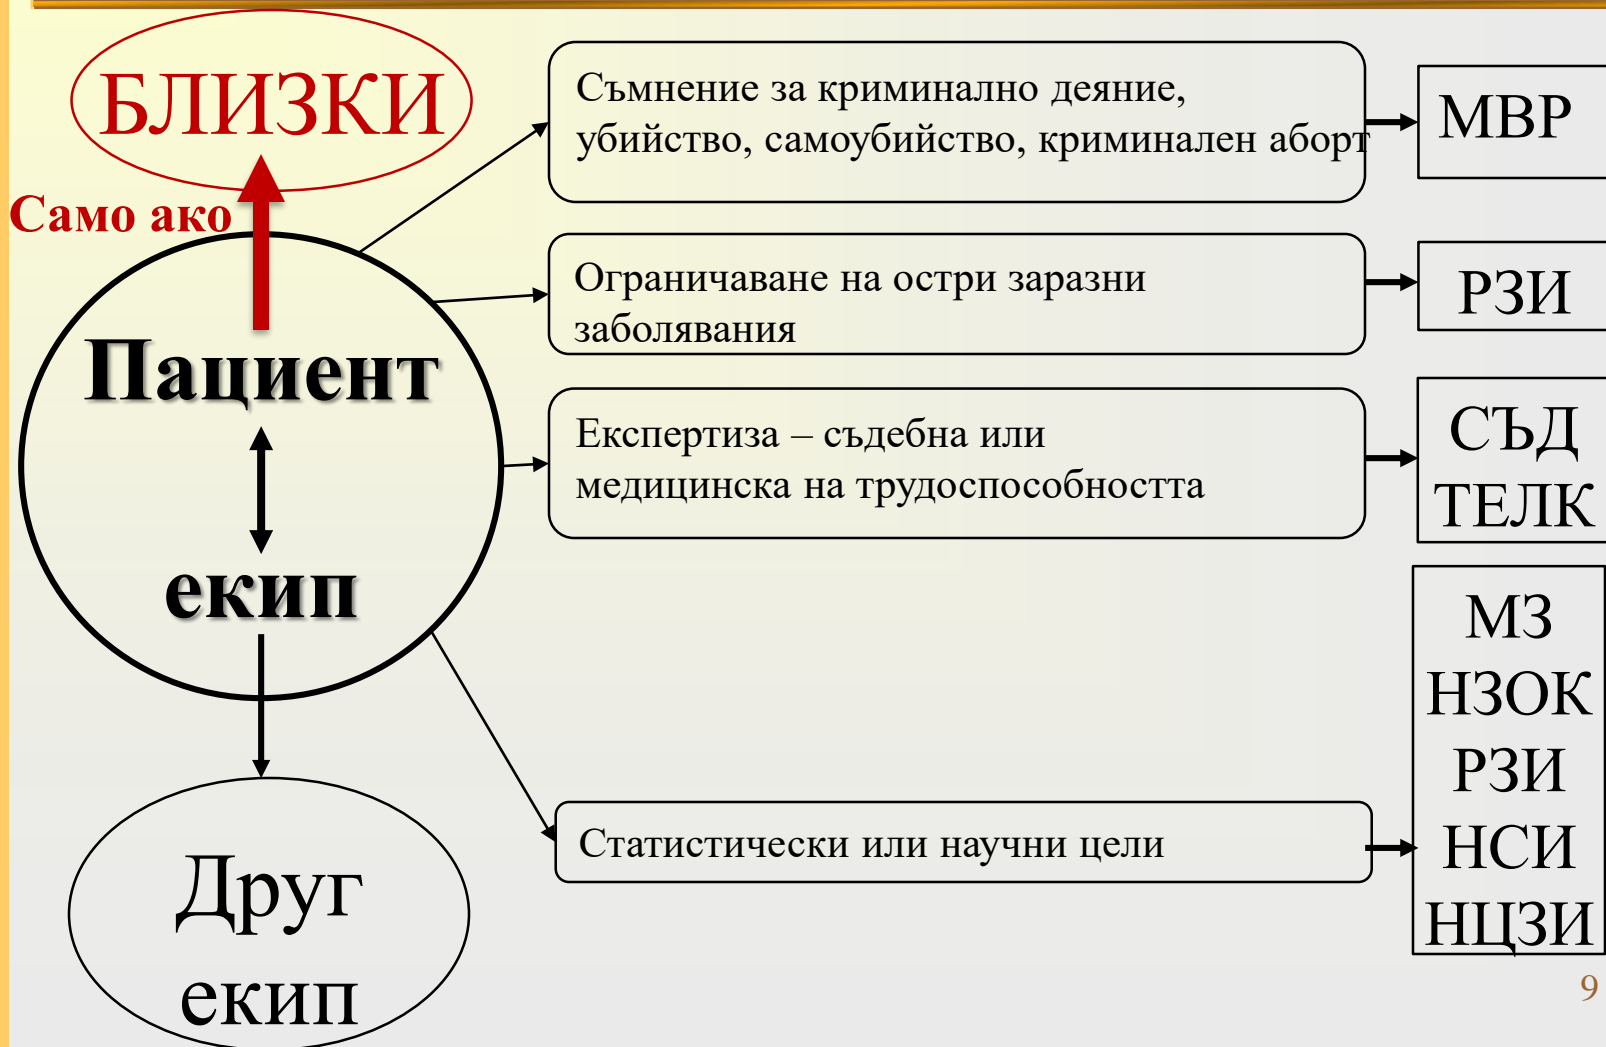 БЛИЗКИ
Само ако
Пациент
екип
Друг
екип
Съмнение за криминално деяние,
убийство, самоубийство, криминален аборт
МВР
Ограничаване на остри заразни
заболявания
РЗИ
Експертиза – съдебна или
медицинска на трудоспособността
СЪД
ТЕЛК
Статистически или научни цели
МЗ
НЗОК
РЗИ
НСИ
НЦЗИ
9